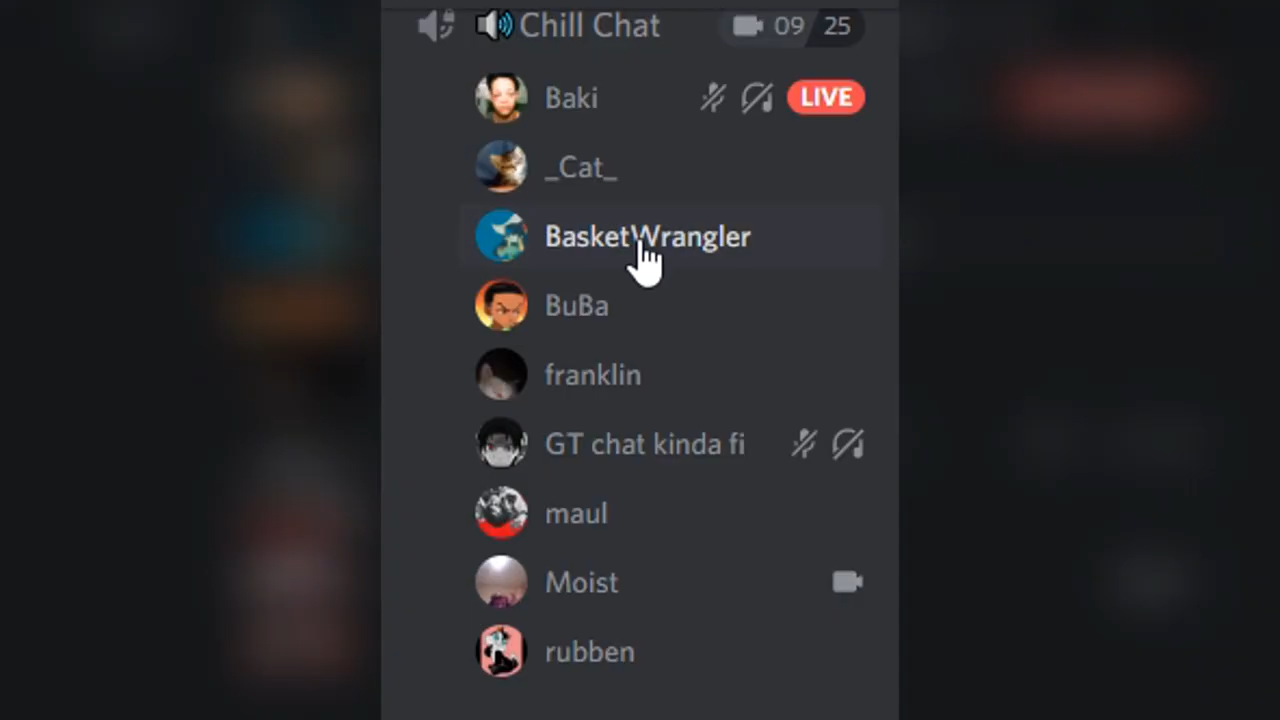 Chill Chat 09 25
Baki LIVE
_Cat_
BasketWrangler
BuBa
franklin
GT chat kinda fi
maul
Moist
rubben